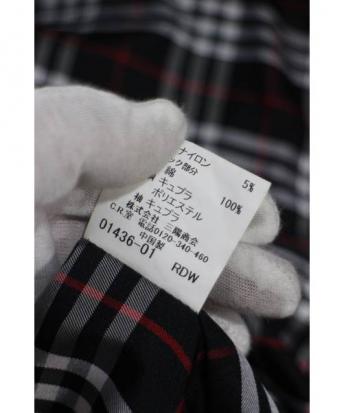 ナイロン 5%
ック部分
綿 100%
キュプラ
ポリエステル
袖 キュプラ
株式会社 三陽商会
C.R.室 電話0120-340-460
中国製
01436-01 RDW